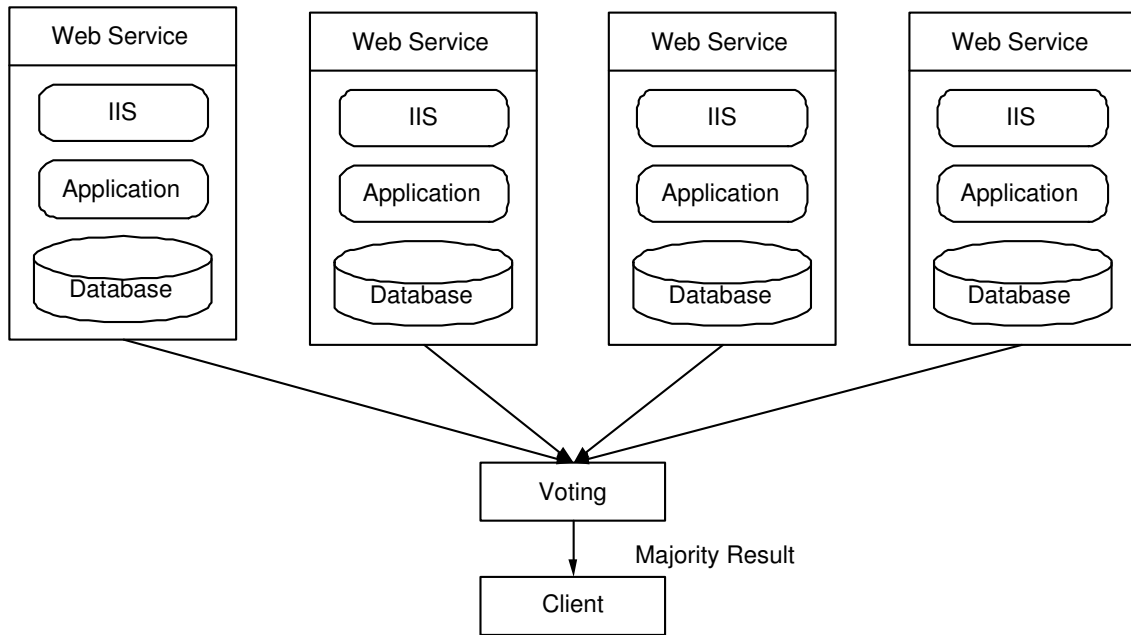 Web Service
Web Service
Web Service
Web Service
IIS
IIS
IIS
IIS
Application
Application
Application
Application
Database
Database
Database
Database
Voting
Majority Result
Client